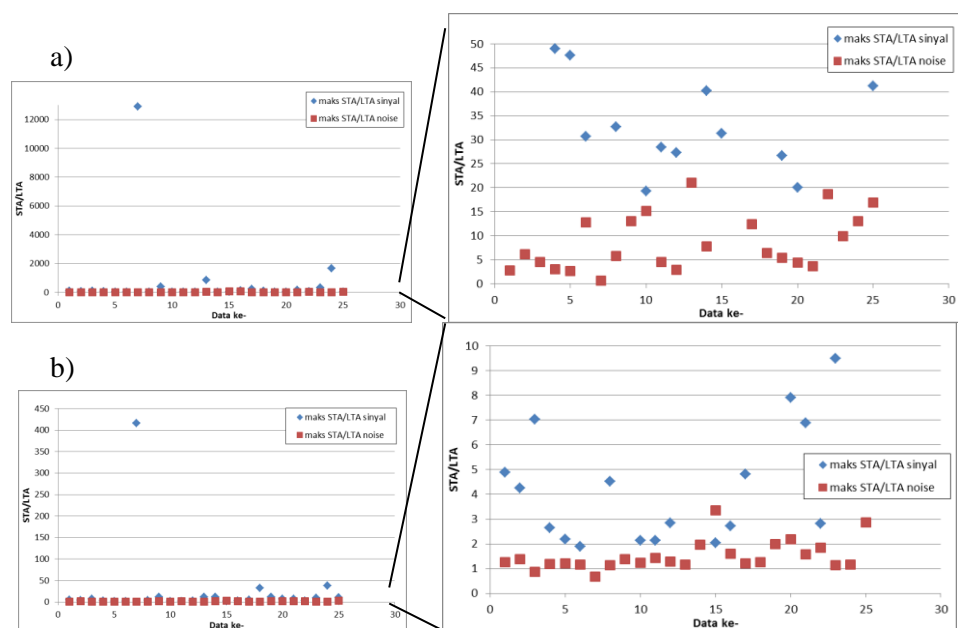 a)
maks STA/LTA sinyal
maks STA/LTA noise
STA/LTA
12000
10000
8000
6000
4000
2000
0
0 5 10 15 20 25 30
Data ke-
maks STA/LTA sinyal
maks STA/LTA noise
STA/LTA
50
45
40
35
30
25
20
15
10
5
0
0 5 10 15 20 25 30
Data ke-
b)
maks STA/LTA sinyal
maks STA/LTA noise
STA/LTA
450
400
350
300
250
200
150
100
50
0
0 5 10 15 20 25 30
Data ke-
maks STA/LTA sinyal
maks STA/LTA noise
STA/LTA
10
9
8
7
6
5
4
3
2
1
0
0 5 10 15 20 25 30
Data ke-